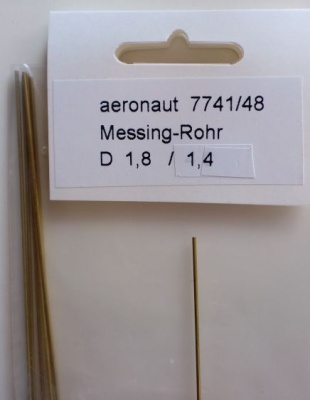 aeronaut 7741/48
Messing-Rohr
D 1,8 / 1,4